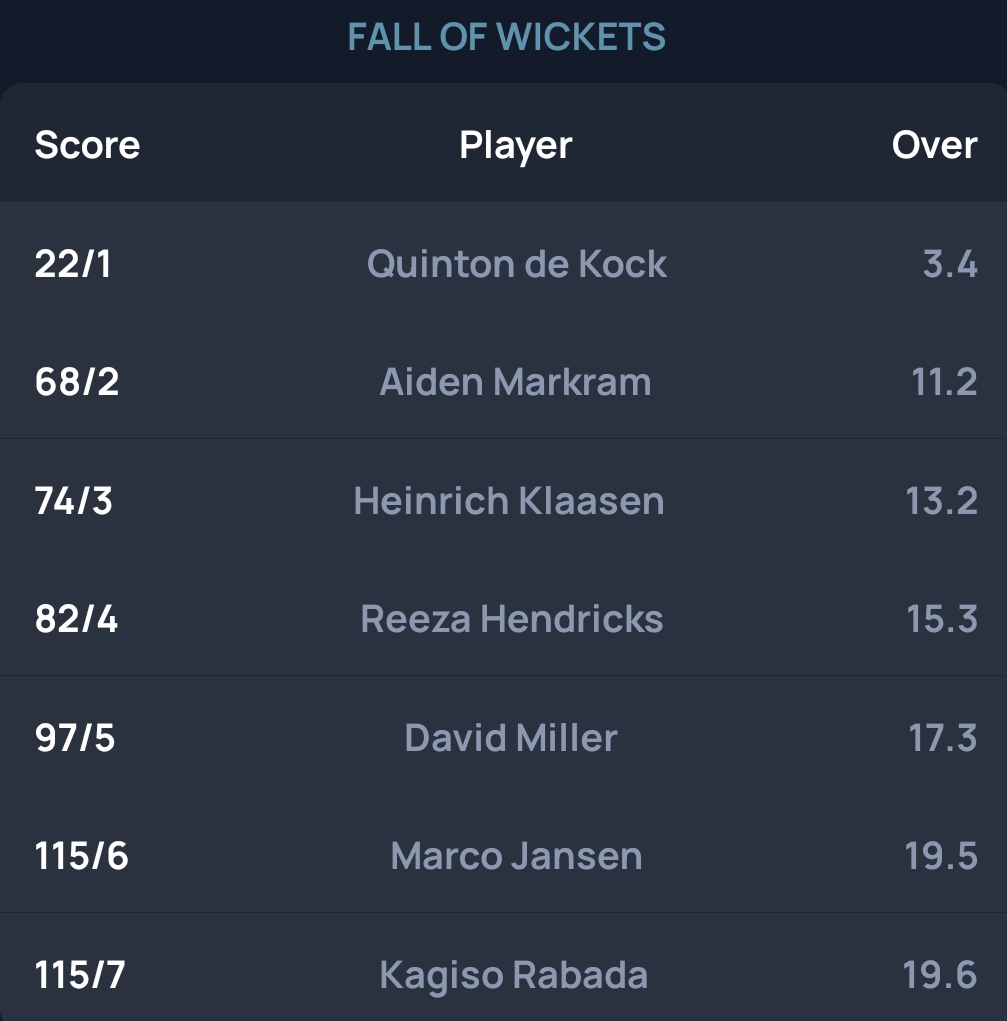 FALL OF WICKETS
Score Player Over
22/1 Quinton de Kock 3.4
68/2 Aiden Markram 11.2
74/3 Heinrich Klaasen 13.2
82/4 Reeza Hendricks 15.3
97/5 David Miller 17.3
115/6 Marco Jansen 19.5
115/7 Kagiso Rabada 19.6